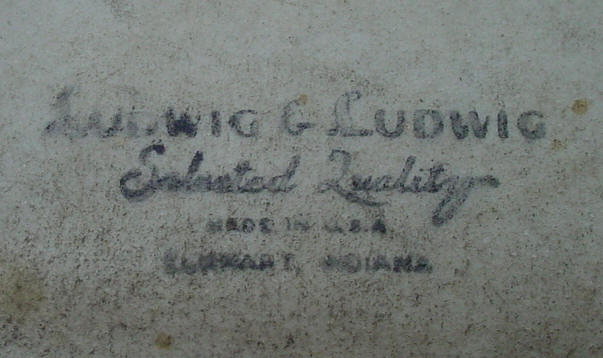 Ludwig & Ludwig
Selected Quality
MADE IN U.S.A.
ELKHART, INDIANA